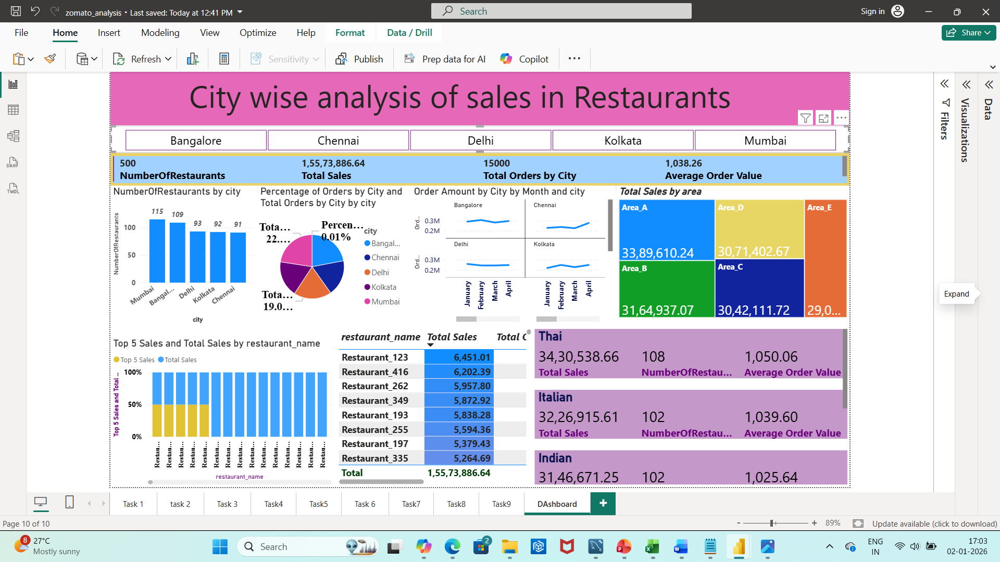 zomato_analysis • Last saved: Today at 12:41 PM
Search
Sign in
File Home Insert Modeling View Optimize Help Format Data / Drill
Share
Refresh
Sensitivity
Publish
Prep data for AI
Copilot
City wise analysis of sales in Restaurants
Bangalore Chennai Delhi Kolkata Mumbai
500 1,55,73,886.64 15000 1,038.26
NumberOfRestaurants Total Sales Total Orders by City Average Order Value
NumberOfRestaurants by city
NumberOfRestaurants
100
50
0
115 109 93 92 91
Mumbai Bangal... Delhi Kolkata Chennai
city
Percentage of Orders by City and
Total Orders by City by city
Tota...
22....
Percen...
0.01%
Tota...
19.0...
city
Bangal...
Chennai
Delhi
Kolkata
Mumbai
Order Amount by City by Month and city
Bangalore Chennai
Ord...
0.3M
0.2M
Delhi Kolkata
Ord...
0.3M
0.2M
January February March April January February March April
Total Sales by area
Area_A
33,89,610.24
Area_D
30,71,402.67
Area_E
29,0...
Area_B
31,64,937.07
Area_C
30,42,111.72
Top 5 Sales and Total Sales by restaurant_name
Top 5 Sales Total Sales
Top 5 Sales and Total ...
100%
50%
0%
Restau... Restau... Restau... Restau... Restau... Restau... Restau... Restau... Restau... Restau... Restau... Restau... Restau... Restau... Restau...
restaurant_name
restaurant_name Total Sales Total
Restaurant_123 6,451.01
Restaurant_416 6,202.39
Restaurant_262 5,957.80
Restaurant_349 5,872.92
Restaurant_193 5,838.28
Restaurant_255 5,594.36
Restaurant_197 5,379.43
Restaurant_335 5,264.69
Total 1,55,73,886.64
Thai
34,30,538.66 108 1,050.06
Total Sales NumberOfRestau... Average Order Value
Italian
32,26,915.61 102 1,039.60
Total Sales NumberOfRestau... Average Order Value
Indian
31,46,671.25 102 1,025.64
Filters
Visualizations
Data
Expand
DAX
TMDL
Task 1 task 2 Task 3 Task4 Task5 Task 6 Task7 Task8 Task9 DAshboard
Page 10 of 10
- + 89%
Update available (click to download)
8
27°C
Mostly sunny
Search
2
ENG
IN
17:03
02-01-2026